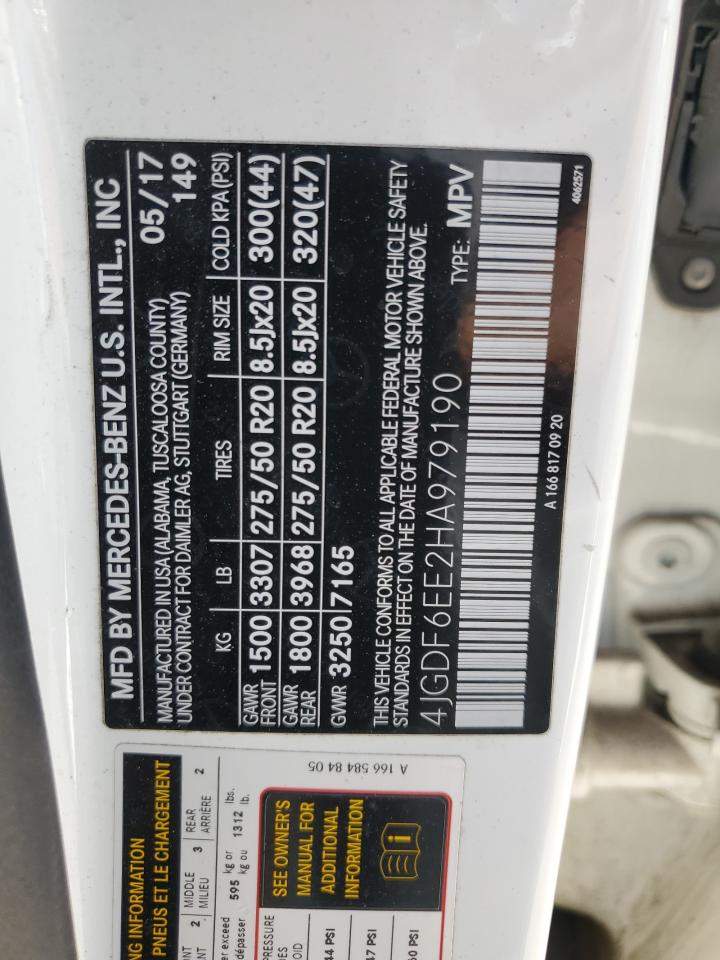 MFD BY MERCEDES-BENZ U.S. INTL., INC
MANUFACTURED IN USA (ALABAMA, TUSCALOOSA COUNTY) 05/17
UNDER CONTRACT FOR DAIMLER AG, STUTTGART (GERMANY) 149
KG LB TIRES RIM SIZE COLD KPA (PSI)
GAWR FRONT 1500 3307 275/50 R20 8.5Jx20 300(44)
GAWR REAR 1800 3968 275/50 R20 8.5Jx20 320(47)
GVWR 3250 7165
THIS VEHICLE CONFORMS TO ALL APPLICABLE FEDERAL MOTOR VEHICLE SAFETY
STANDARDS IN EFFECT ON THE DATE OF MANUFACTURE SHOWN ABOVE.
4JGDF6EE2HA979190 TYPE: MPV
A 166 817 09 20 4062571
A 166 584 84 05
INFORMATION
PNEUS ET LE CHARGEMENT
2 MIDDLE 3 REAR 2
MILIEU ARRIÈRE
exceed 595 kg or 1312 lbs.
dépasser kg ou lb.
SEE OWNER'S
MANUAL FOR
ADDITIONAL
INFORMATION
PRESSURE
PSI
47 PSI
PSI